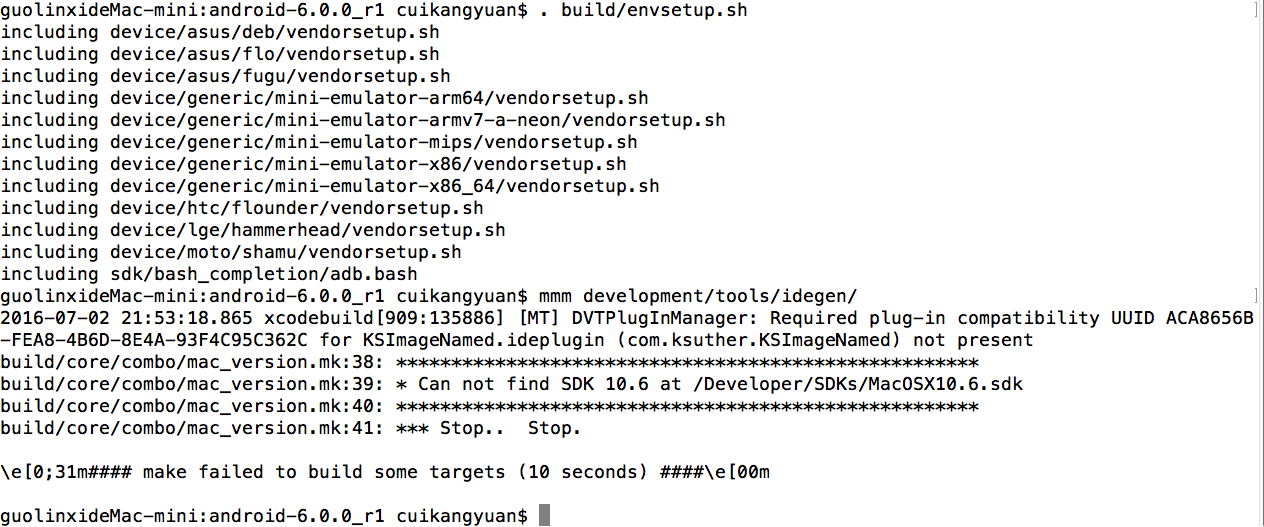 guolinxideMac-mini:android-6.0.0_r1 cuikangyuan$ . build/envsetup.sh
including device/asus/deb/vendorsetup.sh
including device/asus/flo/vendorsetup.sh
including device/asus/fugu/vendorsetup.sh
including device/generic/mini-emulator-arm64/vendorsetup.sh
including device/generic/mini-emulator-armv7-a-neon/vendorsetup.sh
including device/generic/mini-emulator-mips/vendorsetup.sh
including device/generic/mini-emulator-x86/vendorsetup.sh
including device/generic/mini-emulator-x86_64/vendorsetup.sh
including device/htc/flounder/vendorsetup.sh
including device/lge/hammerhead/vendorsetup.sh
including device/moto/shamu/vendorsetup.sh
including sdk/bash_completion/adb.bash
guolinxideMac-mini:android-6.0.0_r1 cuikangyuan$ mmm development/tools/idegen/
2016-07-02 21:53:18.865 xcodebuild[909:135886] [MT] DVTPlugInManager: Required plug-in compatibility UUID ACA8656B
-FEA8-4B6D-8E4A-93F4C95C362C for KSImageNamed.ideplugin (com.ksuther.KSImageNamed) not present
build/core/combo/mac_version.mk:38: *****************************************************
build/core/combo/mac_version.mk:39: * Can not find SDK 10.6 at /Developer/SDKs/MacOSX10.6.sdk
build/core/combo/mac_version.mk:40: *****************************************************
build/core/combo/mac_version.mk:41: *** Stop..  Stop.
\e[0;31m#### make failed to build some targets (10 seconds) ####\e[00m
guolinxideMac-mini:android-6.0.0_r1 cuikangyuan$